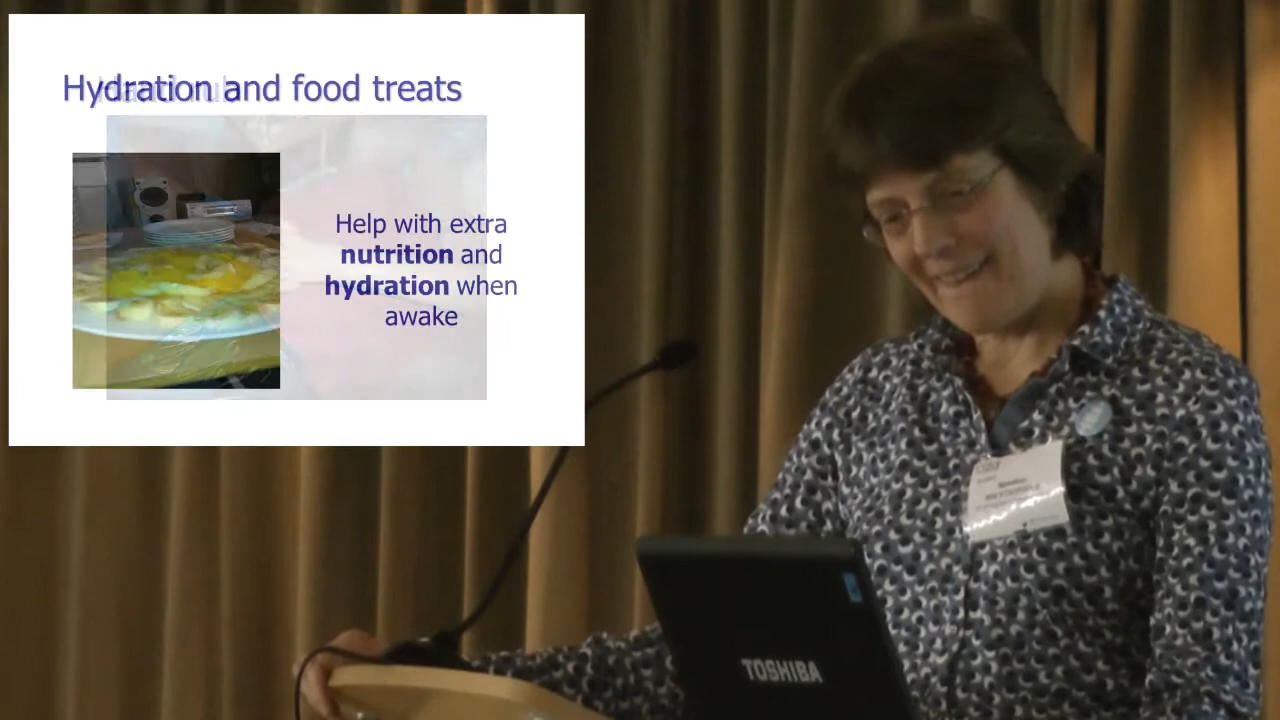 Hydration and food treats
Help with extra
nutrition and
hydration when
awake
TOSHIBA